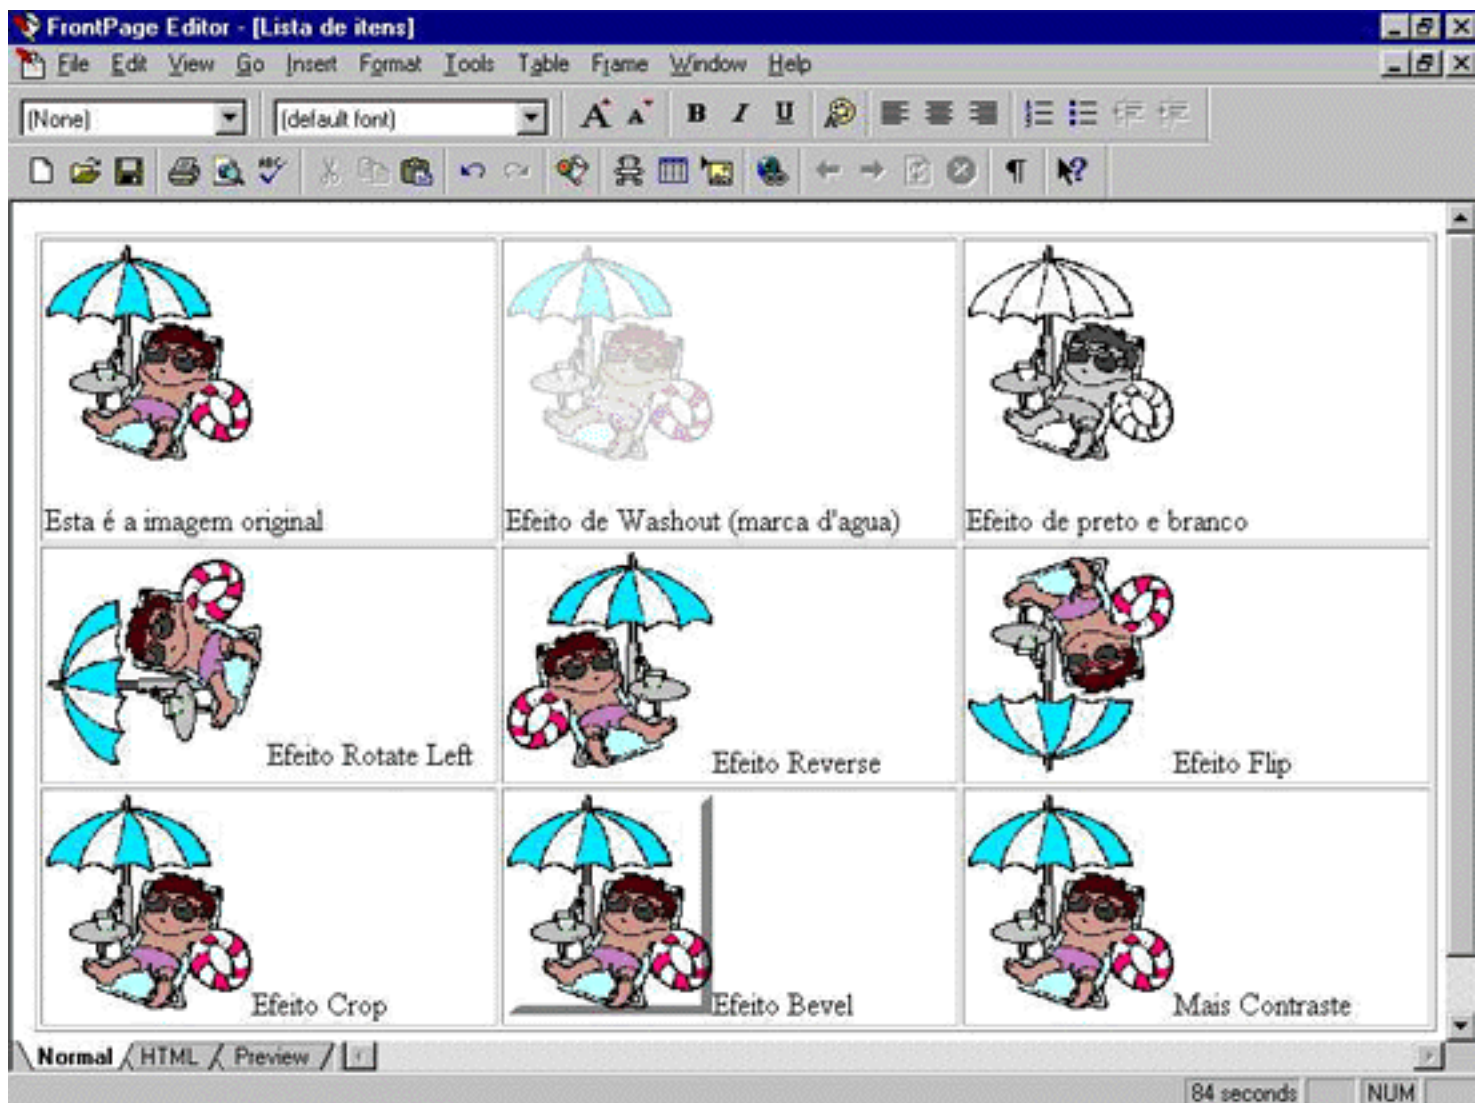 FrontPage Editor - [Lista de itens]
File Edit View Go Insert Format Tools Table Frame Window Help
(None) (default font) A A B I U
ABC
Esta é a imagem original
Efeito de Washout (marca d'agua)
Efeito de preto e branco
Efeito Rotate Left
Efeito Reverse
Efeito Flip
Efeito Crop
Efeito Bevel
Mais Contraste
Normal HTML Preview
84 seconds NUM